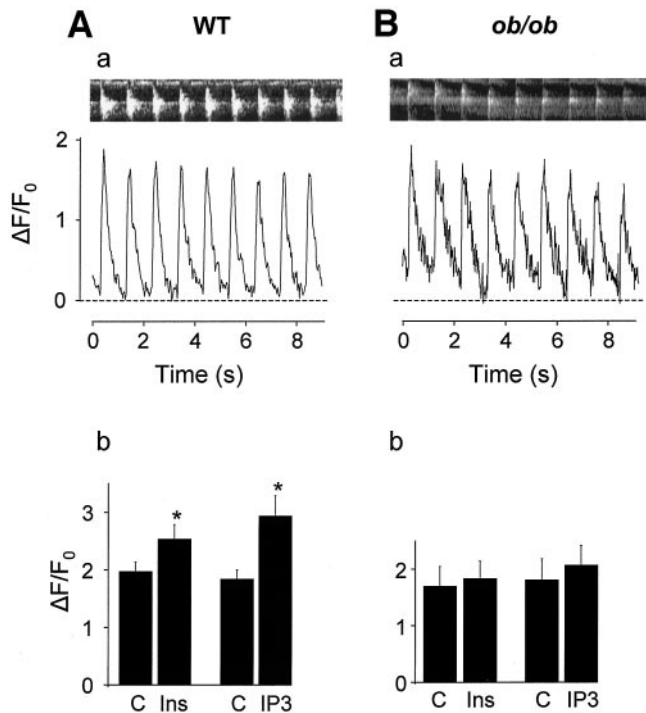 A WT
a
2
1
0
ΔF/F₀
0 2 4 6 8
Time (s)
b
3
2
1
0
ΔF/F₀
* *
C Ins C IP3
B ob/ob
a
0 2 4 6 8
Time (s)
b
2
1
0
C Ins C IP3